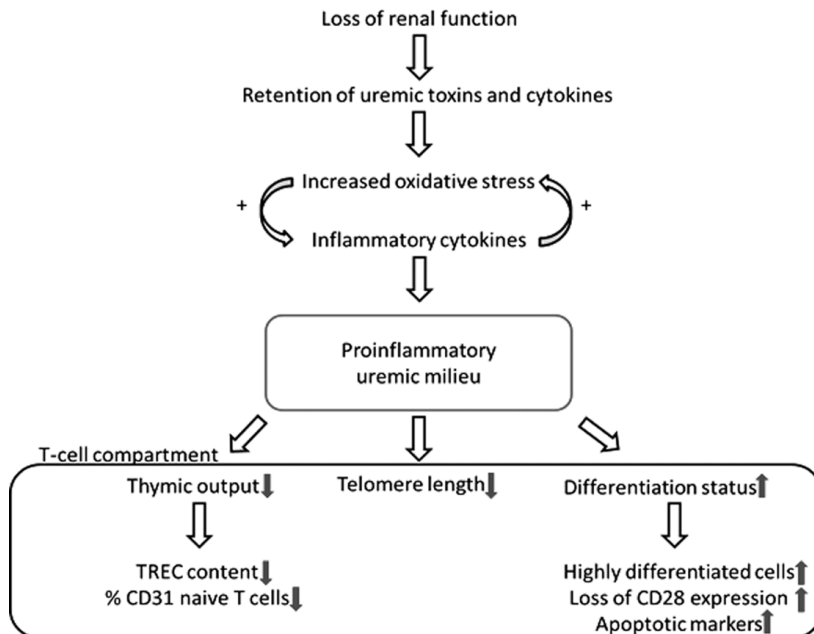 Loss of renal function
Retention of uremic toxins and cytokines
Increased oxidative stress
+ +
Inflammatory cytokines
Proinflammatory
uremic milieu
T-cell compartment
Thymic output
Telomere length
Differentiation status
TREC content
% CD31 naive T cells
Highly differentiated cells
Loss of CD28 expression
Apoptotic markers